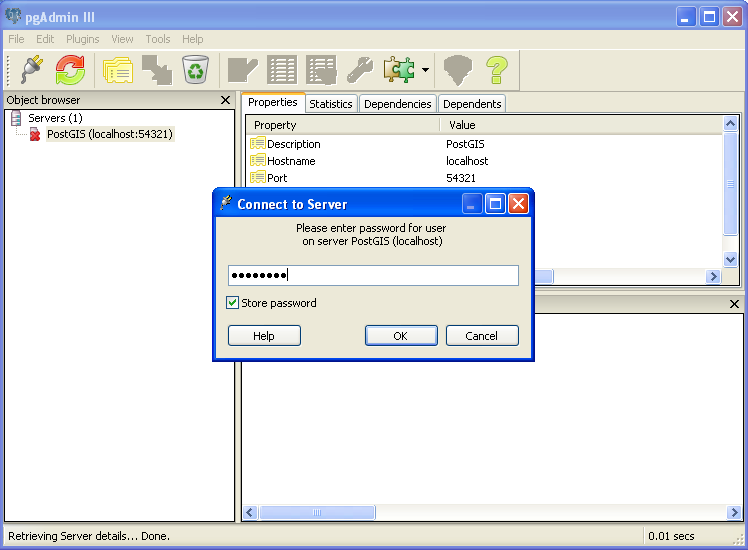 pgAdmin III
File Edit Plugins View Tools Help
Object browser
Servers (1)
PostGIS (localhost:54321)
Properties Statistics Dependencies Dependents
Property Value
Description PostGIS
Hostname localhost
Port 54321
Connect to Server
Please enter password for user
on server PostGIS (localhost)
Store password
Help OK Cancel
Retrieving Server details... Done. 0.01 secs